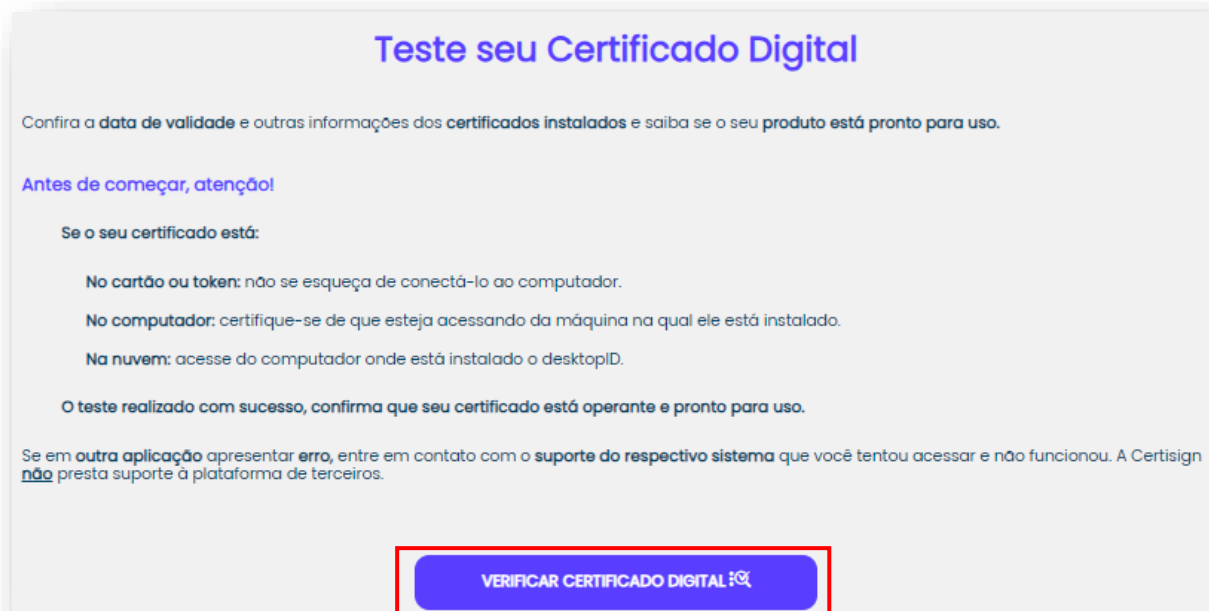 Teste seu Certificado Digital
Confira a data de validade e outras informações dos certificados instalados e saiba se o seu produto está pronto para uso.
Antes de começar, atenção!
Se o seu certificado está:
No cartão ou token: não se esqueça de conectá-lo ao computador.
No computador: certifique-se de que esteja acessando da máquina na qual ele está instalado.
Na nuvem: acesse do computador onde está instalado o desktopID.
O teste realizado com sucesso, confirma que seu certificado está operante e pronto para uso.
Se em outra aplicação apresentar erro, entre em contato com o suporte do respectivo sistema que você tentou acessar e não funcionou. A Certisign
não presta suporte à plataforma de terceiros.
VERIFICAR CERTIFICADO DIGITAL